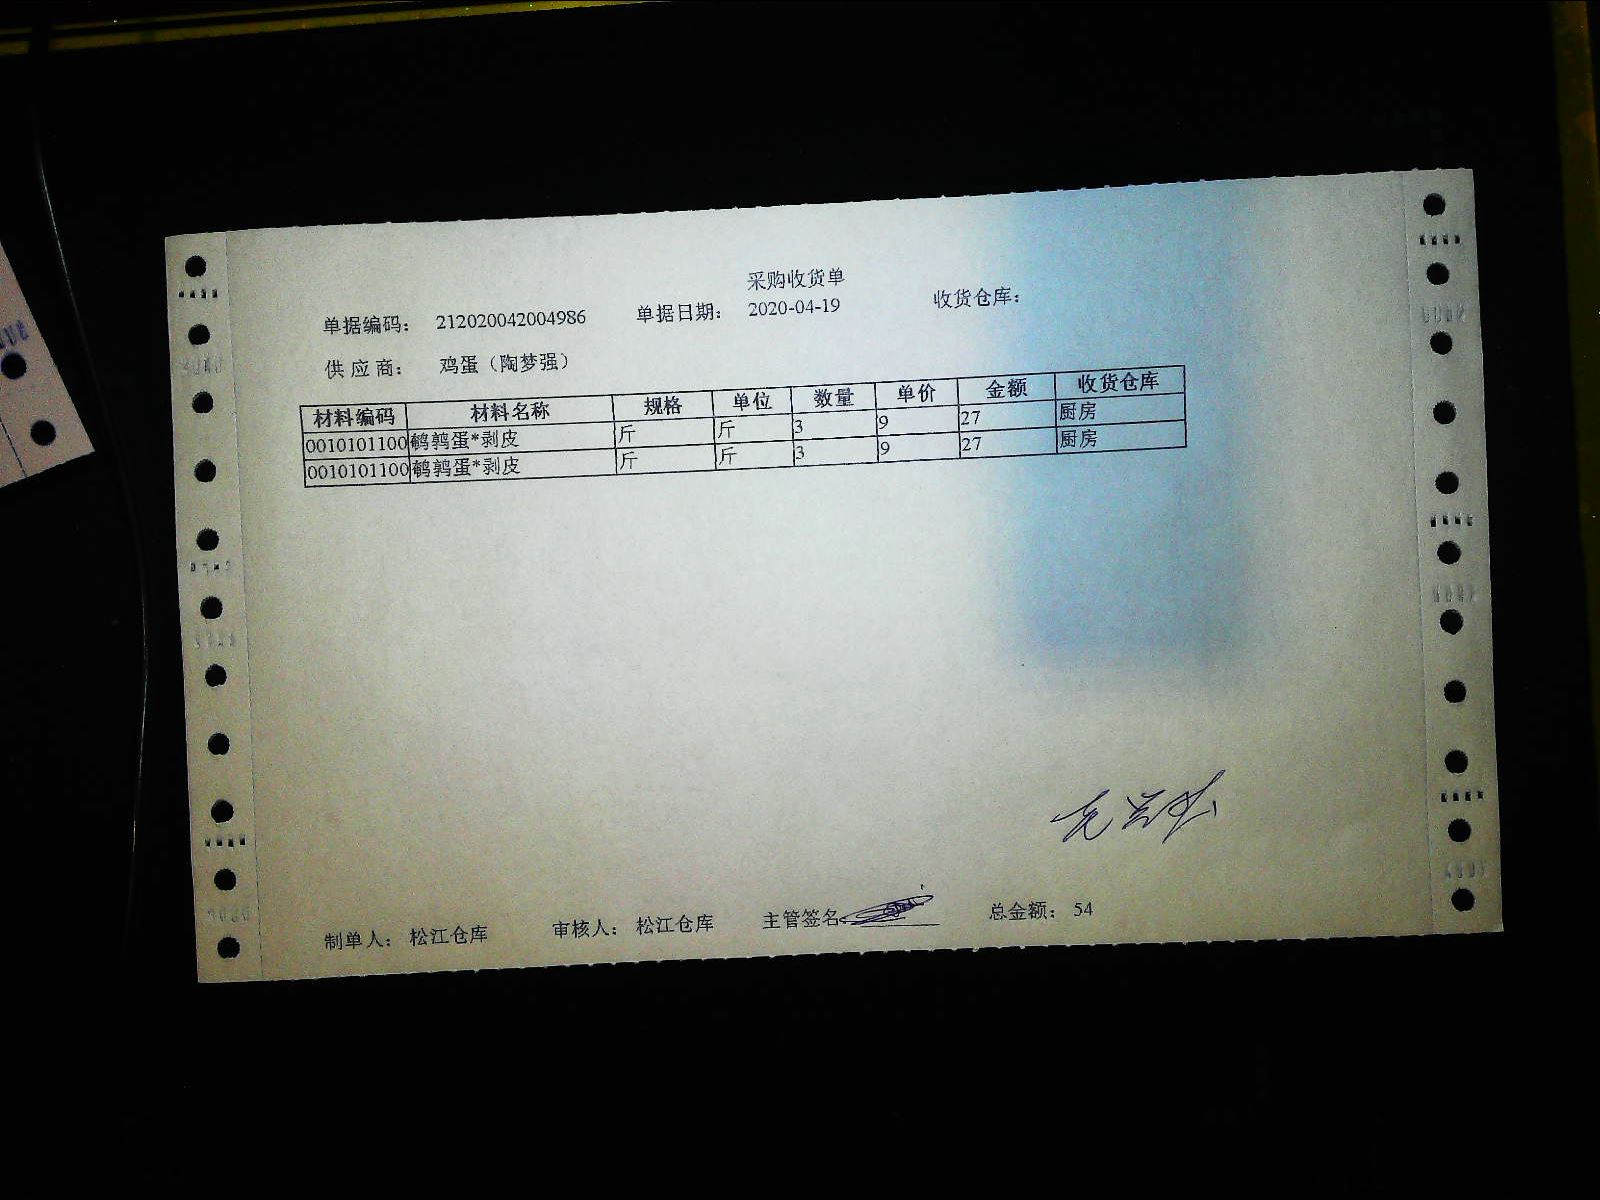 采购收货单
单据编码： 212020042004986 单据日期： 2020-04-19 收货仓库：
供应商： 鸡蛋（陶梦强）
材料编码 材料名称 规格 单位 数量 单价 金额 收货仓库
0010101100 鹌鹑蛋*剥皮 斤 斤 3 9 27 厨房
0010101100 鹌鹑蛋*剥皮 斤 斤 3 9 27 厨房
制单人： 松江仓库 审核人： 松江仓库 主管签名 总金额： 54